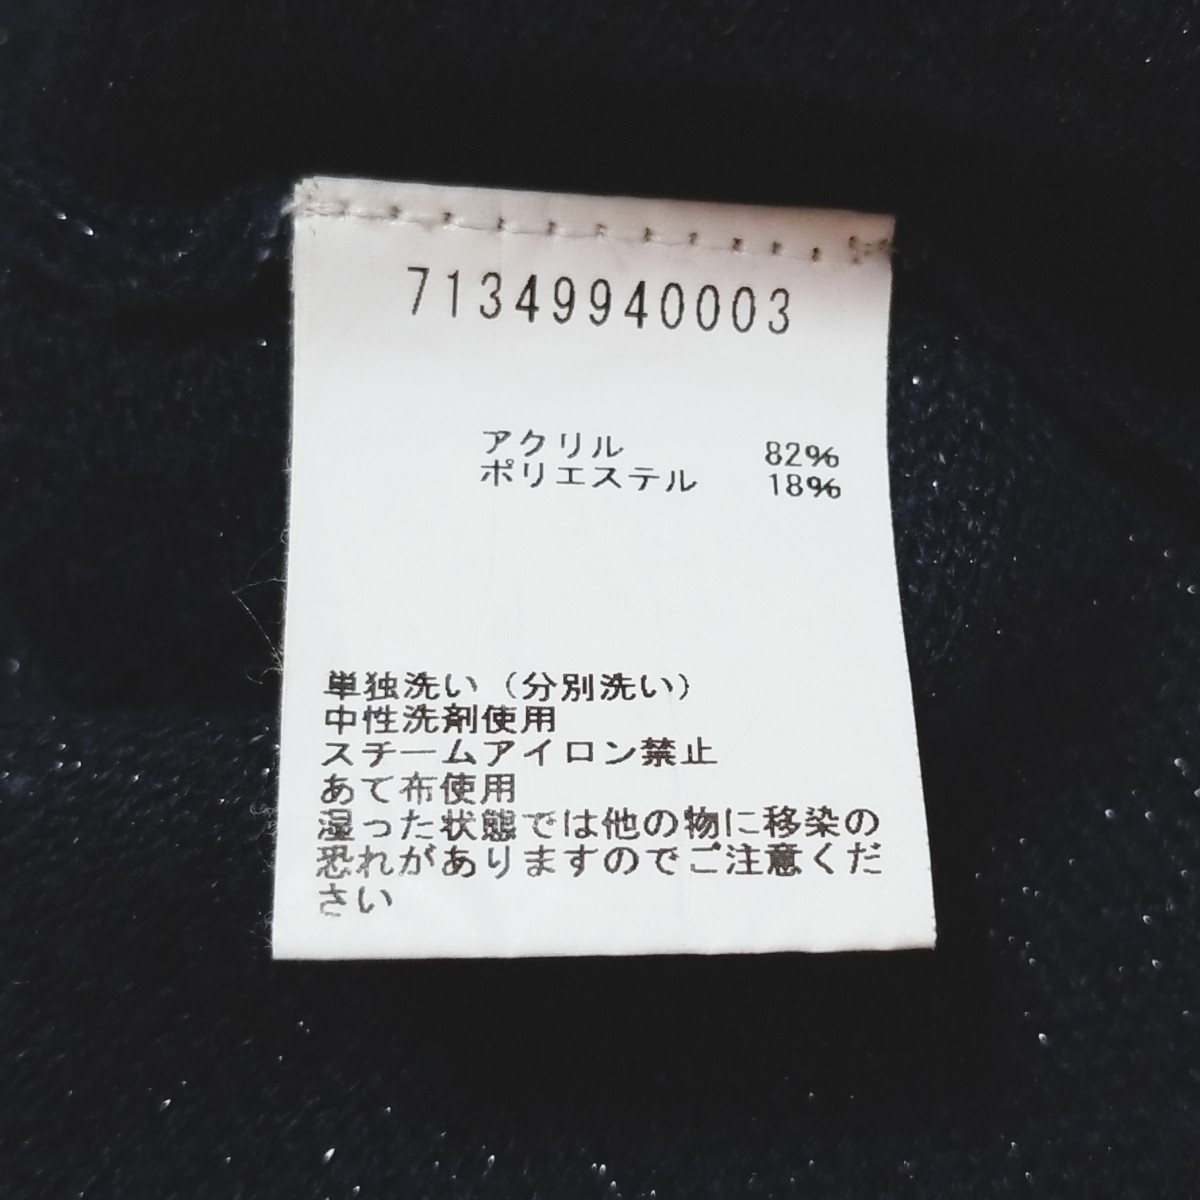 71349940003
アクリル 82%
ポリエステル 18%
単独洗い（分別洗い）
中性洗剤使用
スチームアイロン禁止
あて布使用
湿った状態では他の物に移染の
恐れがありますのでご注意くだ
さい